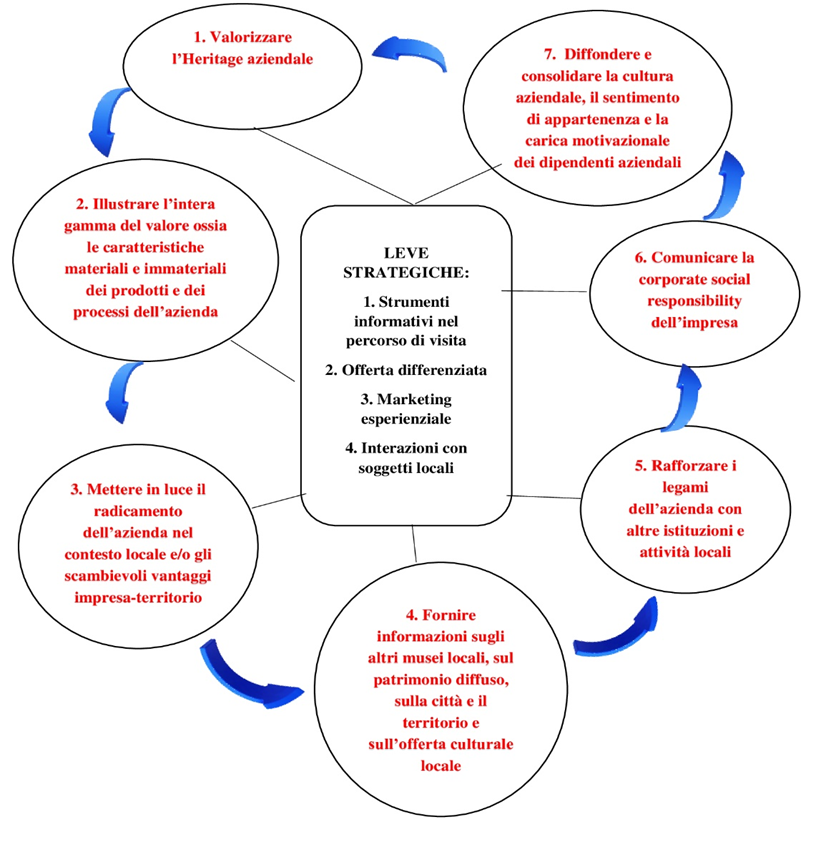 1. Valorizzare
l'Heritage aziendale
7. Diffondere e
consolidare la cultura
aziendale, il sentimento
di appartenenza e la
carica motivazionale
dei dipendenti aziendali
2. Illustrare l'intera
gamma del valore ossia
le caratteristiche
materiali e immateriali
dei prodotti e dei
processi dell'azienda
LEVE
STRATEGICHE:
1. Strumenti
informativi nel
percorso di visita
2. Offerta differenziata
3. Marketing
esperienziale
4. Interazioni con
soggetti locali
6. Comunicare la
corporate social
responsibility
dell'impresa
3. Mettere in luce il
radicamento
dell'azienda nel
contesto locale e/o gli
scambievoli vantaggi
impresa-territorio
5. Rafforzare i
legami
dell'azienda con
altre istituzioni e
attività locali
4. Fornire
informazioni sugli
altri musei locali, sul
patrimonio diffuso,
sulla città e il
territorio e
sull'offerta culturale
locale